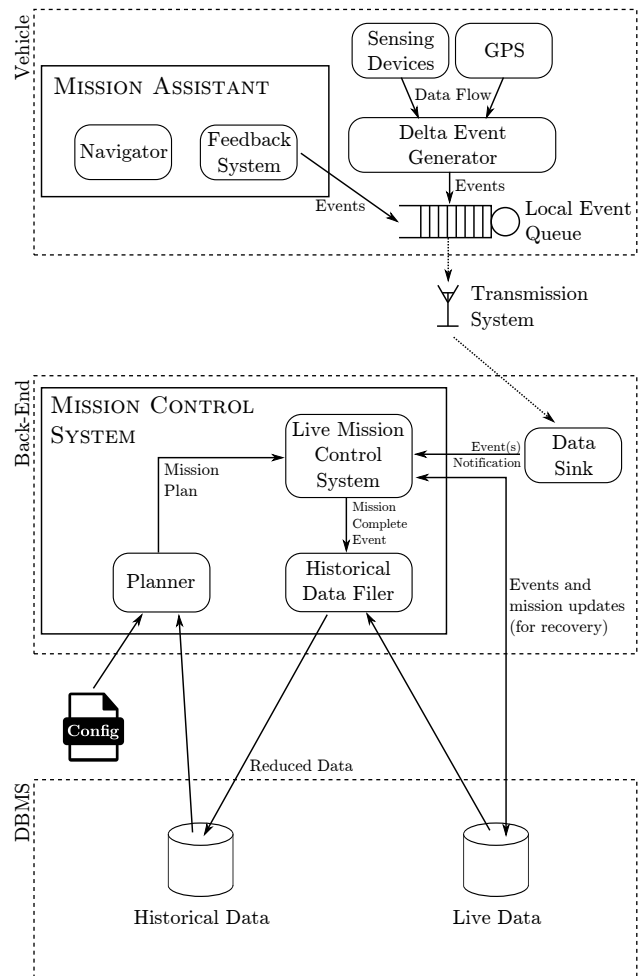 Vehicle
Sensing
Devices
GPS
Data Flow
MISSION ASSISTANT
Navigator
Feedback
System
Delta Event
Generator
Events
Events
Local Event
Queue
Transmission
System
Back-End
MISSION CONTROL
SYSTEM
Live Mission
Control
System
Event(s)
Notification
Data
Sink
Mission
Plan
Mission
Complete
Event
Planner
Historical
Data Filer
Events and
mission updates
(for recovery)
Config
Reduced Data
DBMS
Historical Data
Live Data